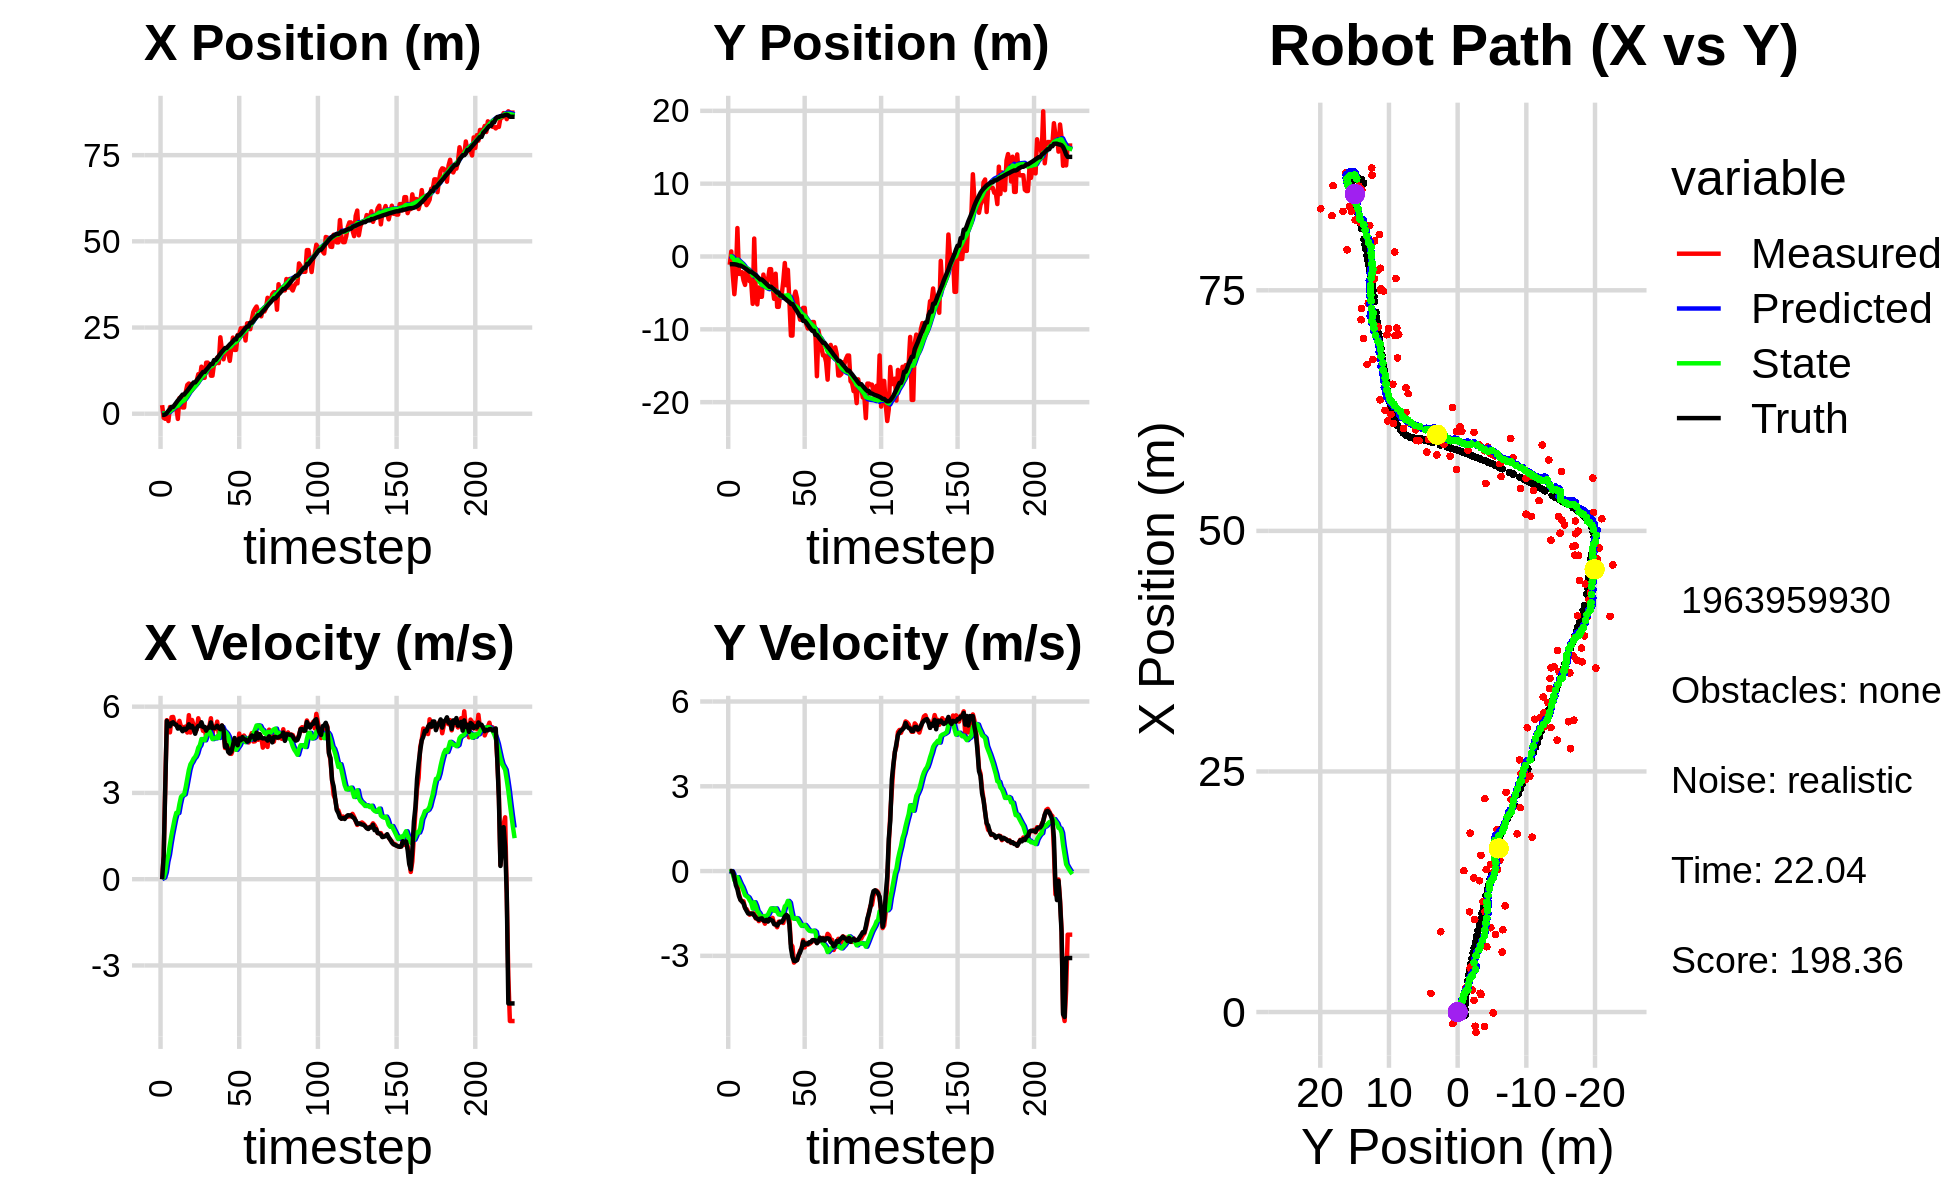 X Position (m)
75
50
25
0
0 50 100 150 200
timestep
Y Position (m)
20
10
0
-10
-20
0 50 100 150 200
timestep
X Velocity (m/s)
6
3
0
-3
0 50 100 150 200
timestep
Y Velocity (m/s)
6
3
0
-3
0 50 100 150 200
timestep
Robot Path (X vs Y)
X Position (m)
75
50
25
0
20 10 0 -10 -20
Y Position (m)
variable
Measured
Predicted
State
Truth
1963959930
Obstacles: none
Noise: realistic
Time: 22.04
Score: 198.36